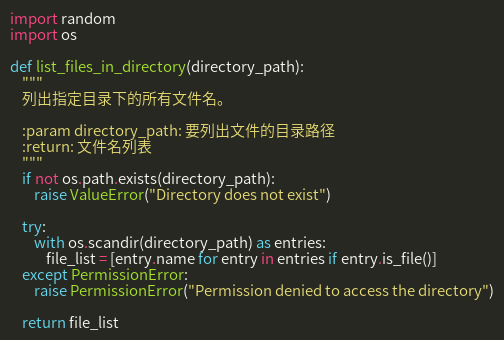 import random
import os

def list_files_in_directory(directory_path):
    """
    列出指定目录下的所有文件名。

    :param directory_path: 要列出文件的目录路径
    :return: 文件名列表
    """
    if not os.path.exists(directory_path):
        raise ValueError("Directory does not exist")

    try:
        with os.scandir(directory_path) as entries:
            file_list = [entry.name for entry in entries if entry.is_file()]
    except PermissionError:
        raise PermissionError("Permission denied to access the directory")

    return file_list